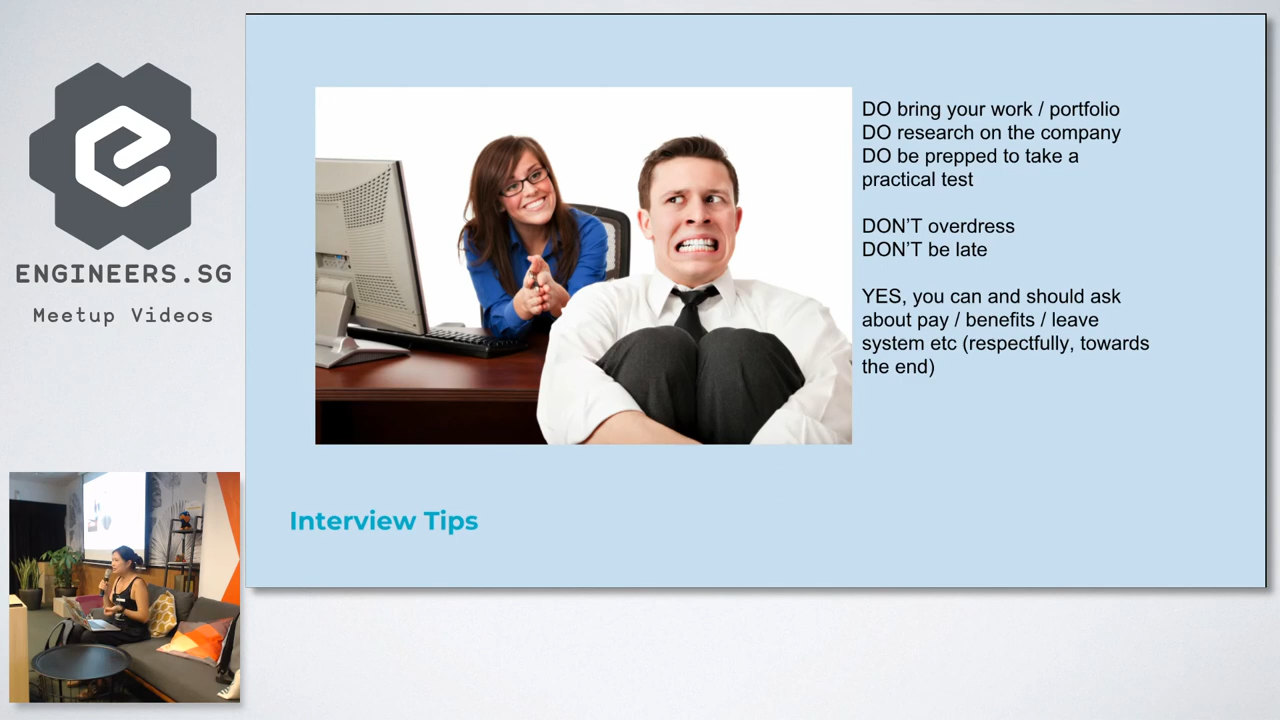 ENGINEERS.SG
Meetup Videos
DO bring your work / portfolio
DO research on the company
DO be prepped to take a
practical test
DON’T overdress
DON’T be late
YES, you can and should ask
about pay / benefits / leave
system etc (respectfully, towards
the end)
Interview Tips